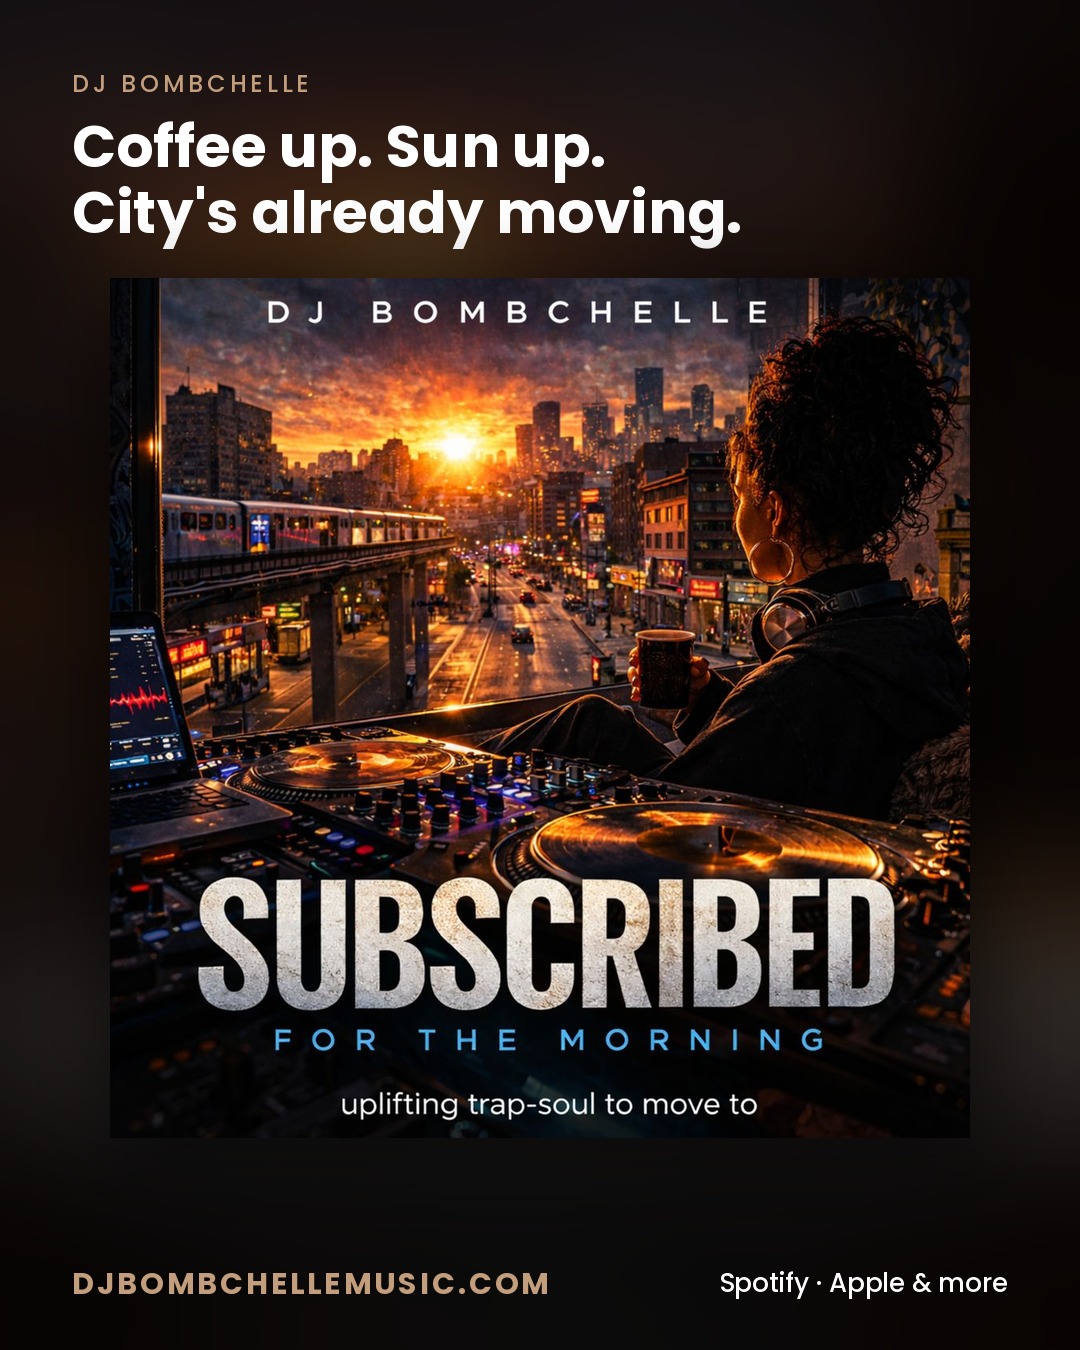 DJ BOMBCHELLE
Coffee up. Sun up.
City's already moving.
DJ BOMBCHELLE
SUBSCRIBED
FOR THE MORNING
uplifting trap-soul to move to
DJBOMBCHELLEMUSIC.COM
Spotify · Apple & more